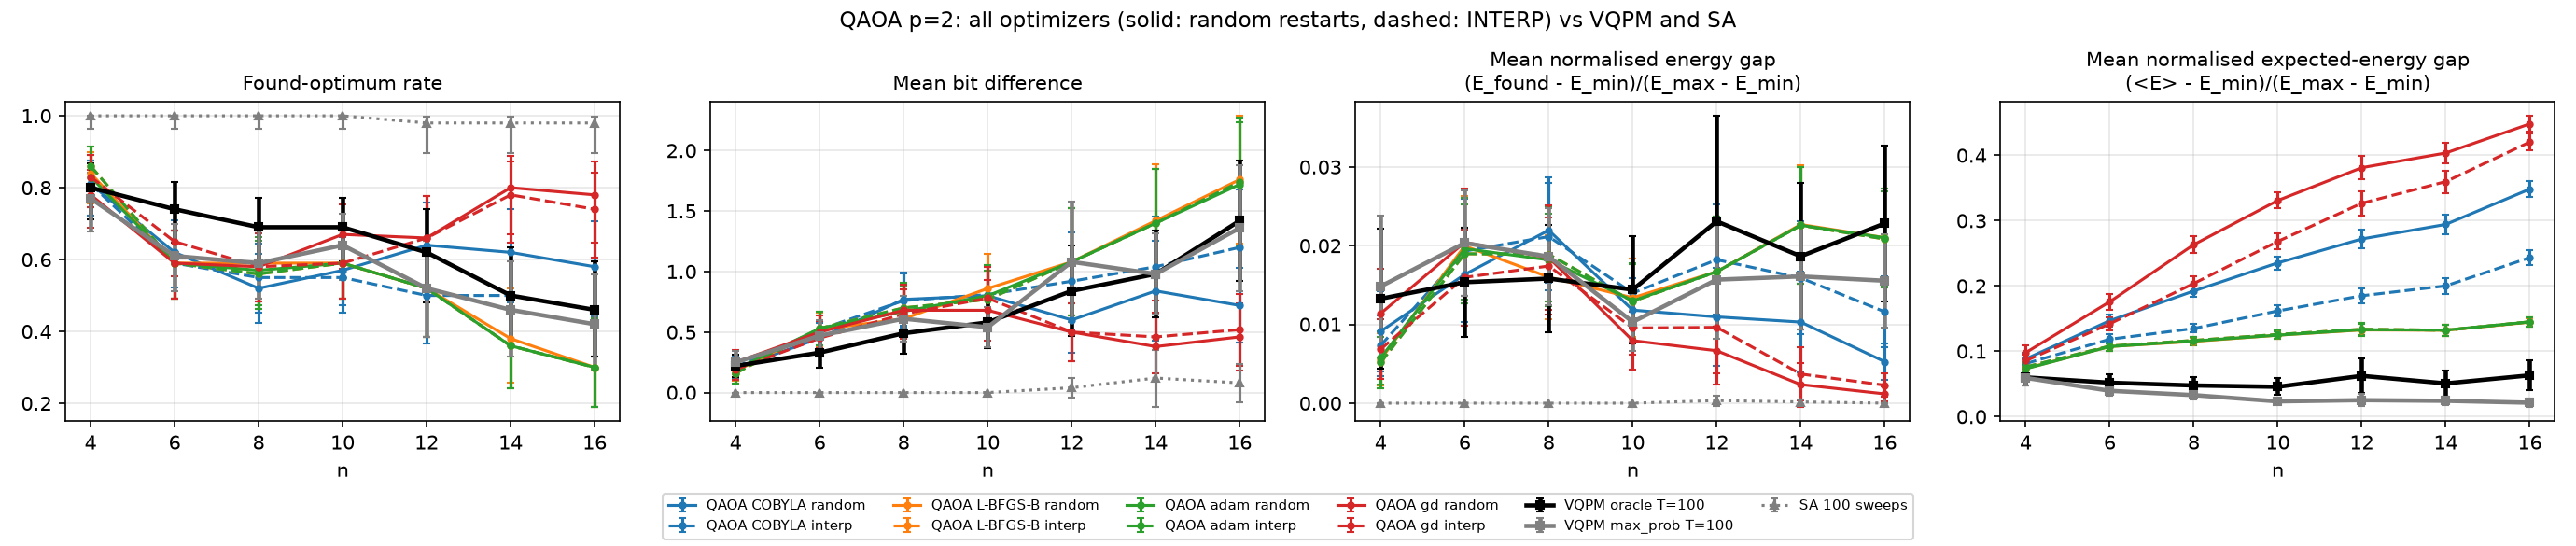 QAOA p=2: all optimizers (solid: random restarts, dashed: INTERP) vs VQPM and SA
Found-optimum rate
1.0
0.8
0.6
0.4
0.2
4 6 8 10 12 14 16
n
Mean bit difference
2.0
1.5
1.0
0.5
0.0
4 6 8 10 12 14 16
n
Mean normalised energy gap
(E_found - E_min)/(E_max - E_min)
0.03
0.02
0.01
0.00
4 6 8 10 12 14 16
n
Mean normalised expected-energy gap
(<E> - E_min)/(E_max - E_min)
0.4
0.3
0.2
0.1
0.0
4 6 8 10 12 14 16
n
QAOA COBYLA random
QAOA COBYLA interp
QAOA L-BFGS-B random
QAOA L-BFGS-B interp
QAOA adam random
QAOA adam interp
QAOA gd random
QAOA gd interp
VQPM oracle T=100
VQPM max_prob T=100
SA 100 sweeps